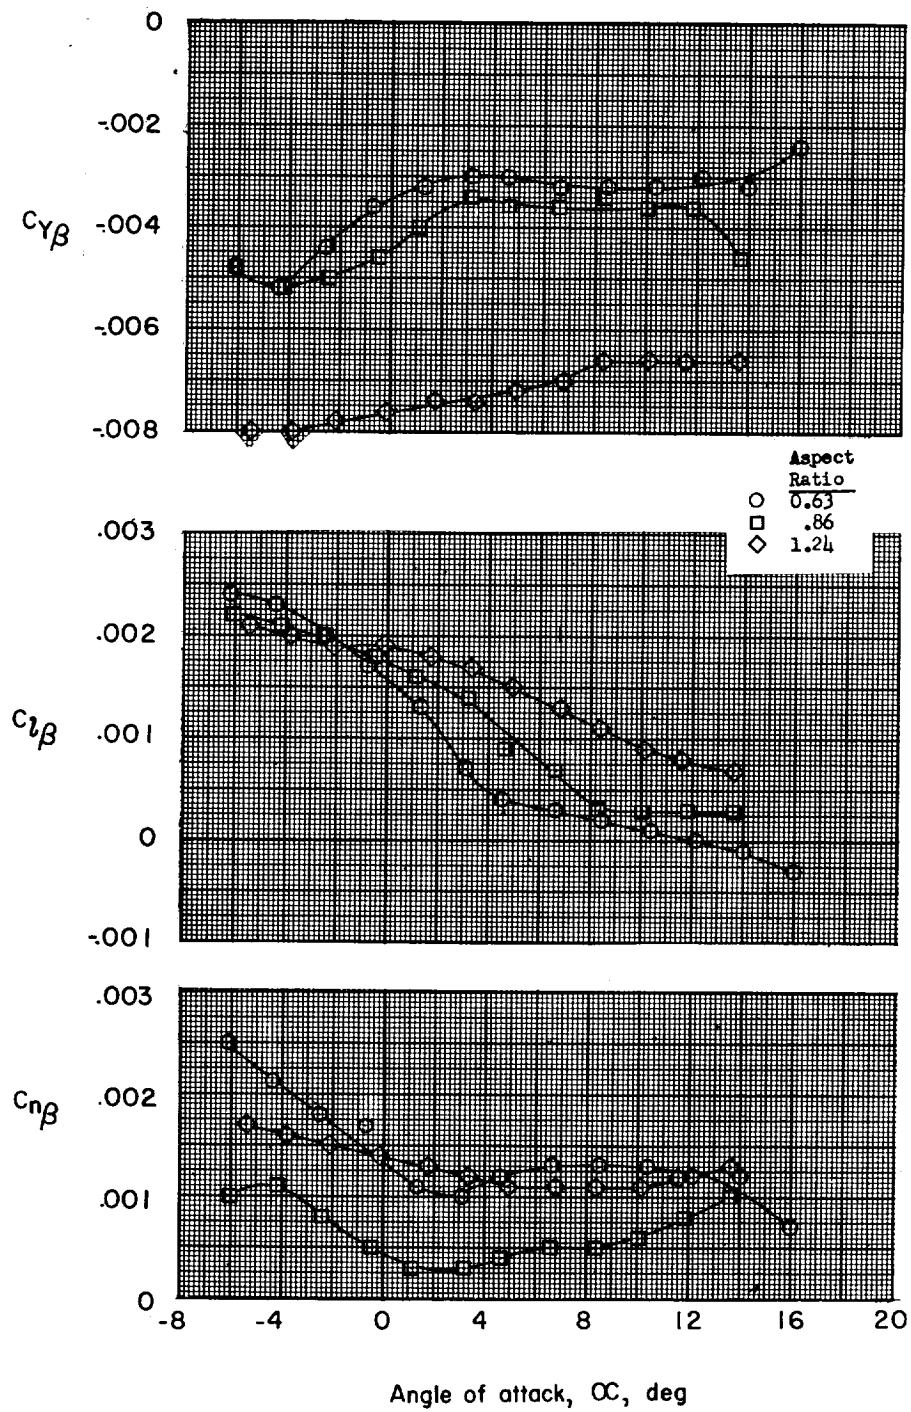 0
-.002
CYβ -.004
-.006
-.008
Aspect
Ratio
0.63
.86
1.24
.003
.002
Clβ .001
0
-.001
.003
Cnβ .002
.001
0
-8 -4 0 4 8 12 16 20
Angle of attack, α, deg